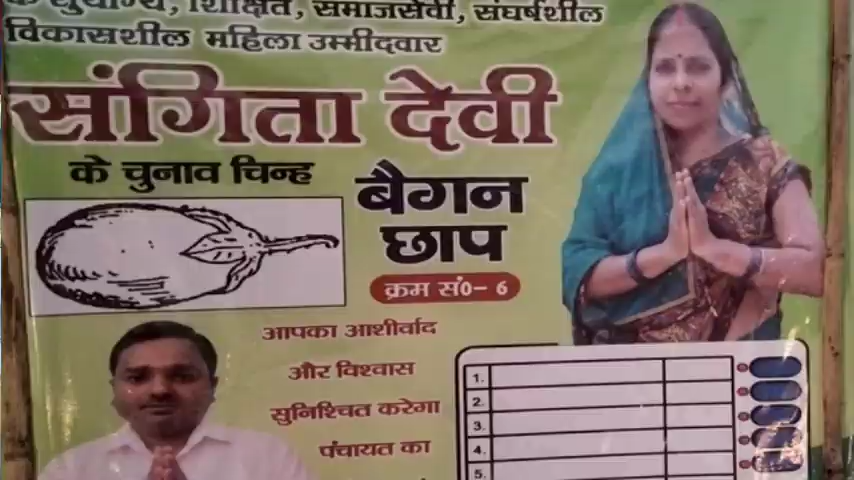 के सुयोग्य, शिक्षित, समाजसेवी, संघर्षशील
विकासशील महिला उम्मीदवार
संगिता देवी
के चुनाव चिन्ह
बैगन
छाप
क्रम सं0- 6
आपका आशीर्वाद
और विश्वास
सुनिश्चित करेगा
पंचायत का
1.
2.
3.
4.
5.